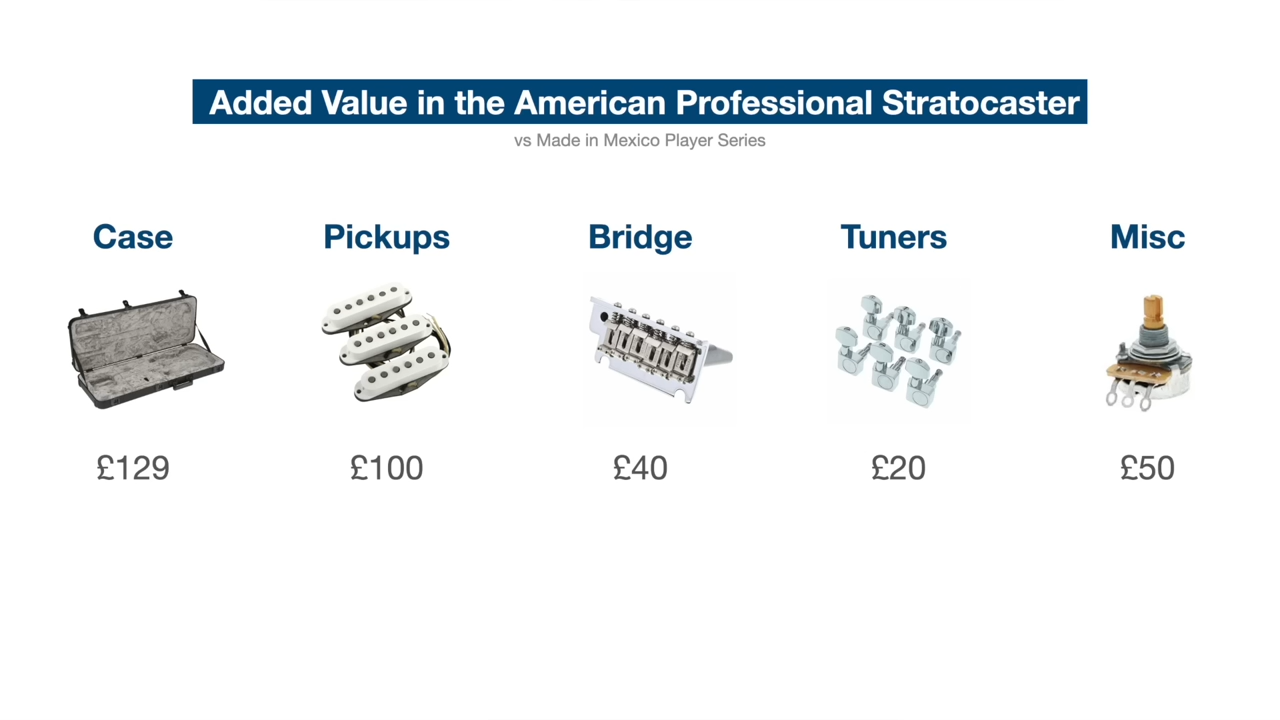 Added Value in the American Professional Stratocaster
vs Made in Mexico Player Series
Case
Pickups
Bridge
Tuners
Misc
£129
£100
£40
£20
£50